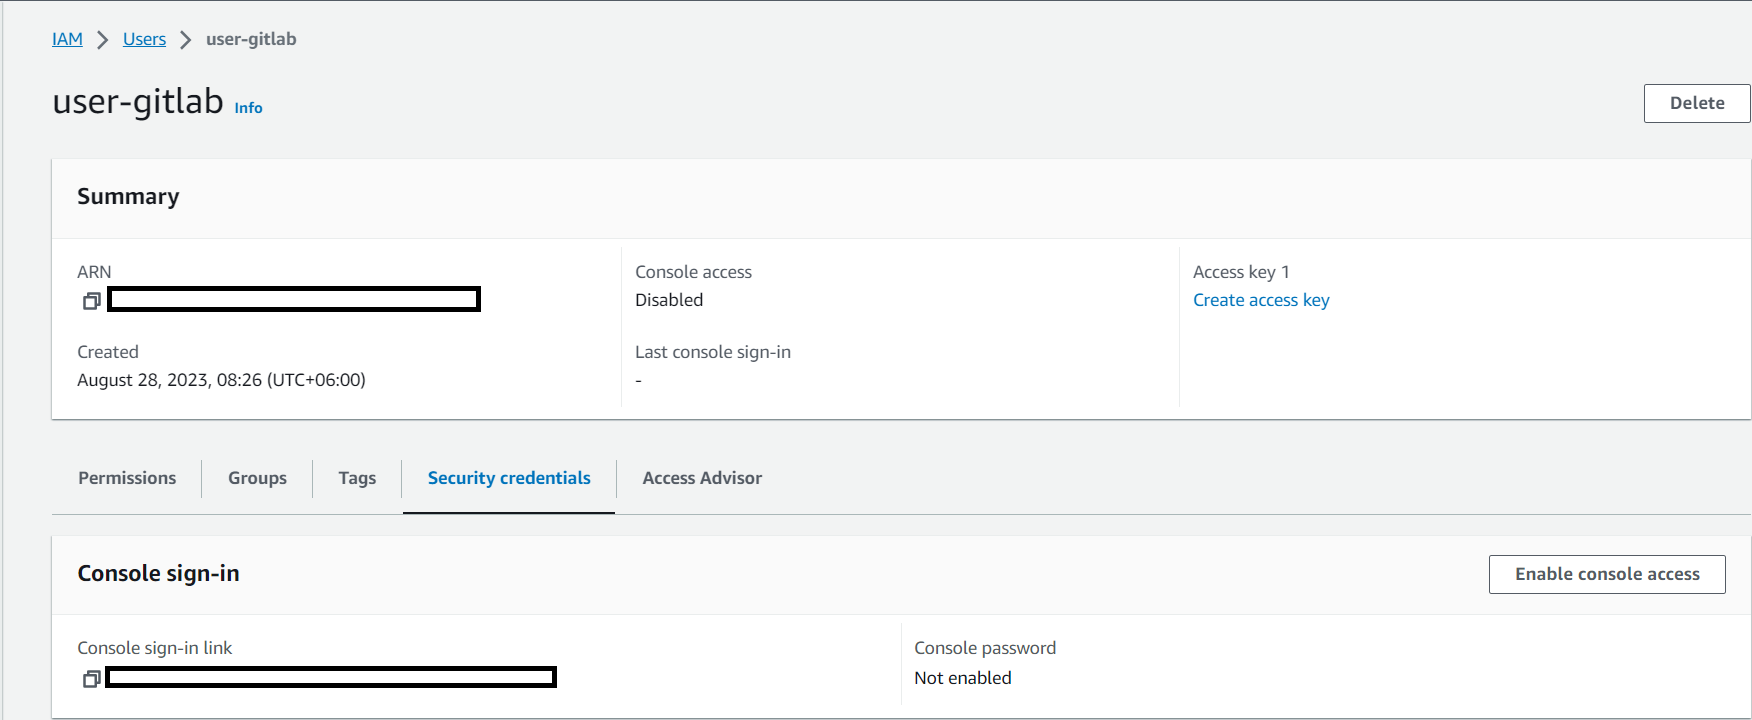 IAM > Users > user-gitlab
user-gitlab Info
Delete
Summary
ARN
Console access
Disabled
Access key 1
Create access key
Created
August 28, 2023, 08:26 (UTC+06:00)
Last console sign-in
-
Permissions
Groups
Tags
Security credentials
Access Advisor
Console sign-in
Enable console access
Console sign-in link
Console password
Not enabled